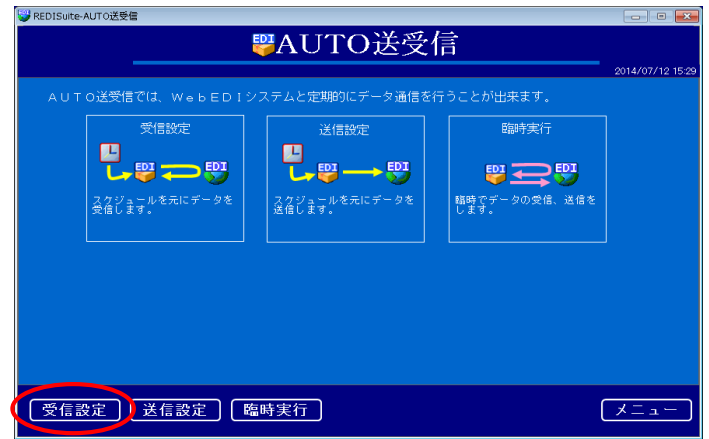 REDISuite-AUTO送受信
EDI AUTO送受信
2014/07/12 15:29
ＡＵＴＯ送受信では、ＷｅｂＥＤＩシステムと定期的にデータ通信を行うことが出来ます。
受信設定
EDI EDI
スケジュールを元にデータを
受信します。
送信設定
EDI EDI
スケジュールを元にデータを
送信します。
臨時実行
EDI EDI
臨時でデータの受信、送信を
します。
受信設定 送信設定 臨時実行 メニュー